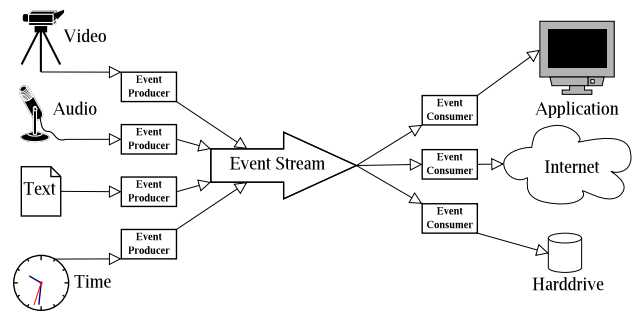 Video
Event
Producer
Audio
Event
Producer
Text
Event
Producer
Time
Event
Producer
Event Stream
Event
Consumer
Application
Event
Consumer
Internet
Event
Consumer
Harddrive